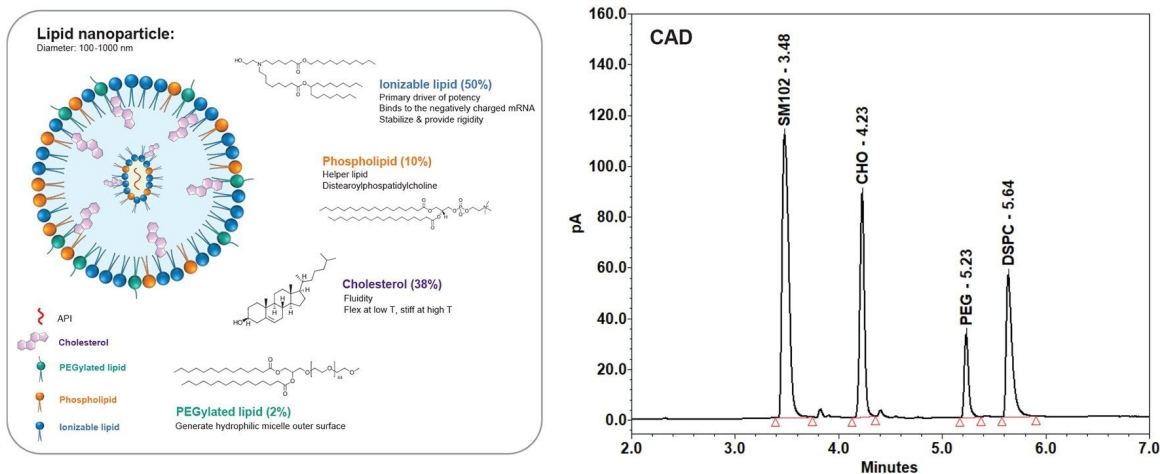 Lipid nanoparticle:
Diameter: 100-1000 nm
HO
N
O
O
O
O
Ionizable lipid (50%)
Primary driver of potency
Binds to the negatively charged mRNA
Stabilize & provide rigidity
Phospholipid (10%)
Helper lipid
Distearoylphospatidylcholine
Cholesterol (38%)
Fluidity
Flex at low T, stiff at high T
HO
H
H
H
PEGylated lipid (2%)
Generate hydrophilic micelle outer surface
44
API
Cholesterol
PEGylated lipid
Phospholipid
Ionizable lipid
CAD
160.0
140.0
120.0
100.0
80.0
60.0
40.0
20.0
0.0
pA
SM102 - 3.48
CHO - 4.23
PEG - 5.23
DSPC - 5.64
2.0 3.0 4.0 5.0 6.0 7.0
Minutes